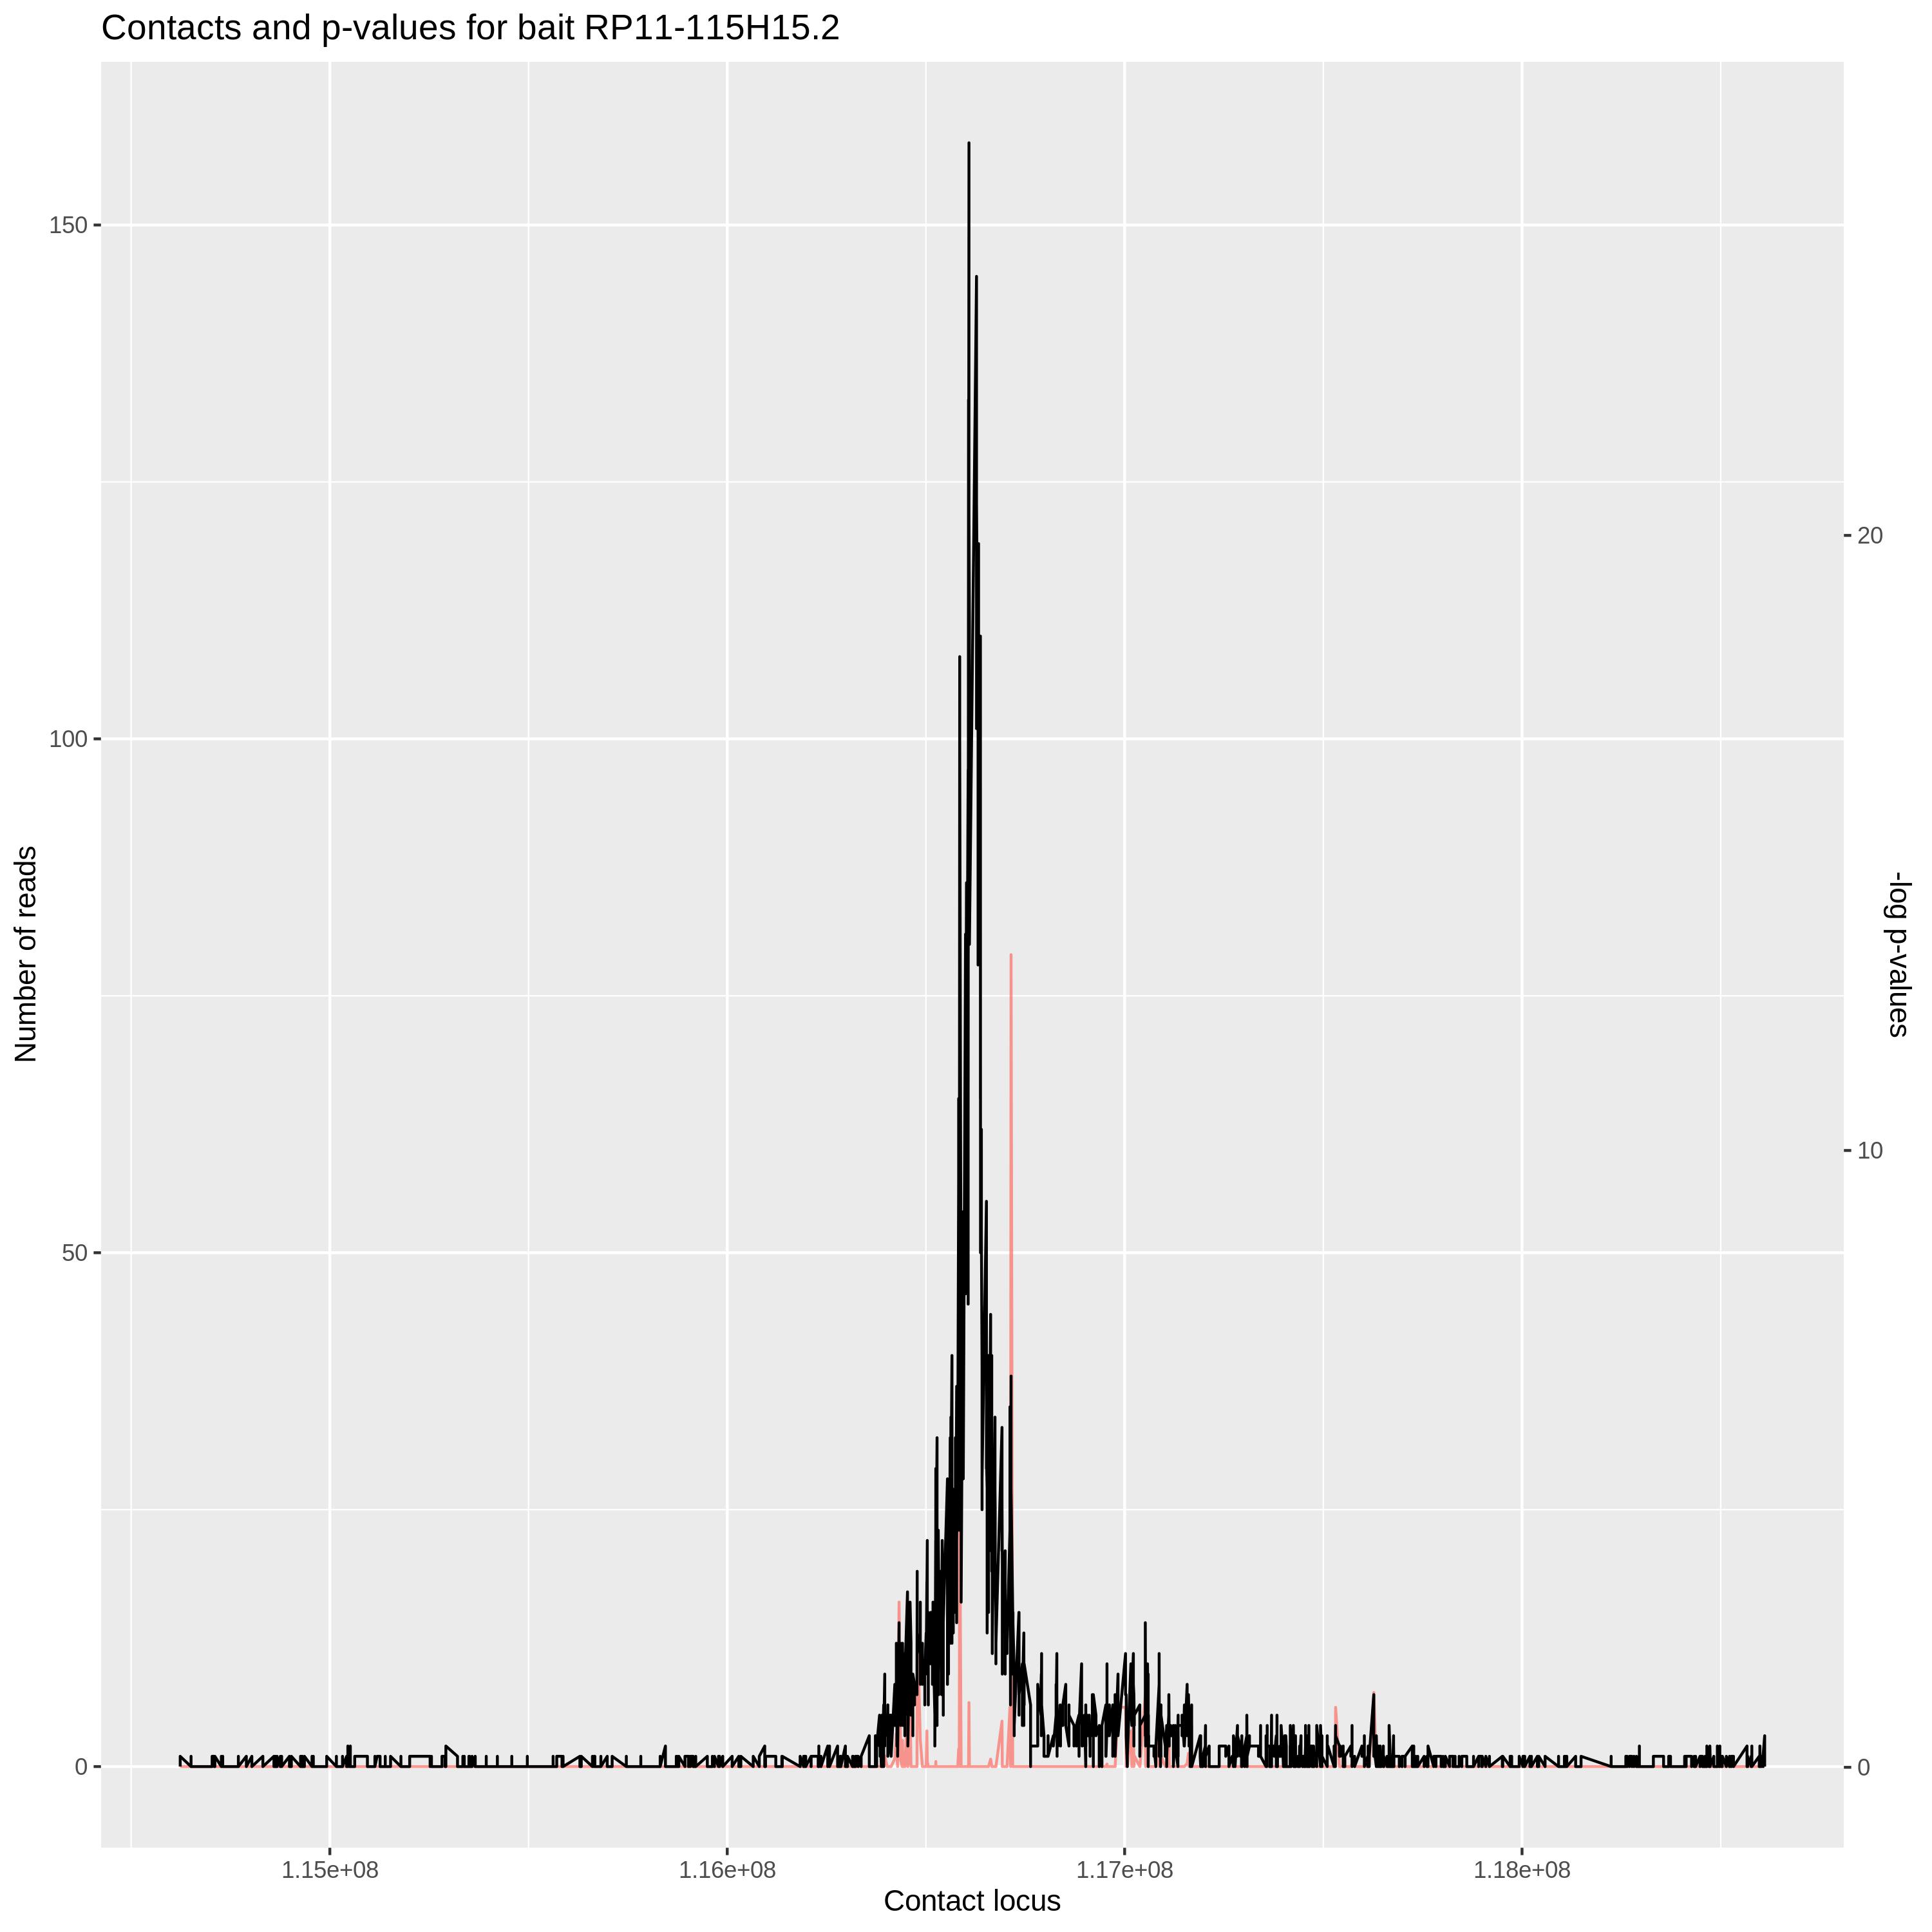 Contacts and p-values for bait RP11-115H15.2
150
100
50
0
20
10
0
Number of reads
-log p-values
1.15e+08
1.16e+08
1.17e+08
1.18e+08
Contact locus